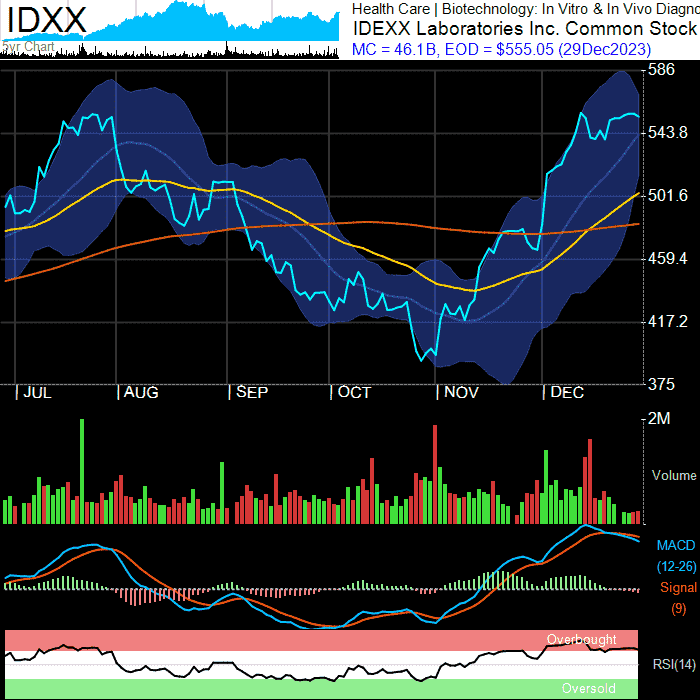 IDXX
5yr Chart
Health Care | Biotechnology: In Vitro & In Vivo Diagno
IDEXX Laboratories Inc. Common Stock
MC = 46.1B, EOD = $555.05 (29Dec2023)
586
543.8
501.6
459.4
417.2
375
JUL AUG SEP OCT NOV DEC
2M
Volume
MACD
(12-26)
Signal
(9)
Overbought
RSI(14)
Oversold